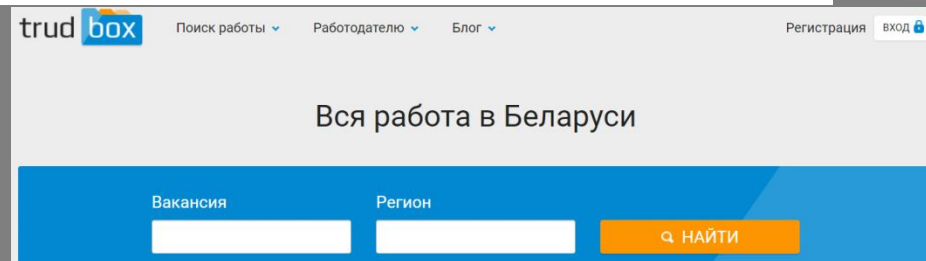 trud box Поиск работы Работодателю Блог Регистрация вход
Вся работа в Беларуси
Вакансия Регион
НАЙТИ